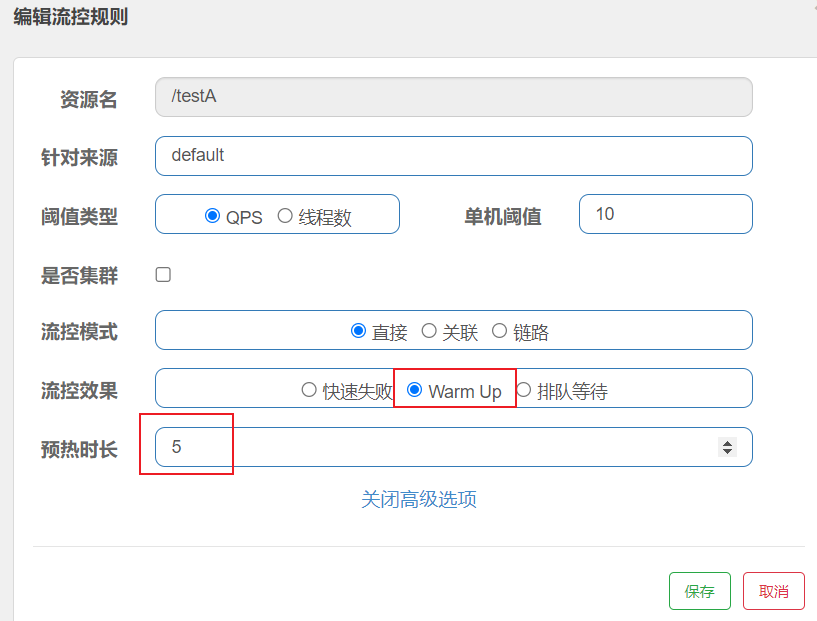 编辑流控规则
资源名 /testA
针对来源 default
阈值类型 QPS 线程数 单机阈值 10
是否集群
流控模式 直接 关联 链路
流控效果 快速失败 Warm Up 排队等待
预热时长 5
关闭高级选项
保存 取消